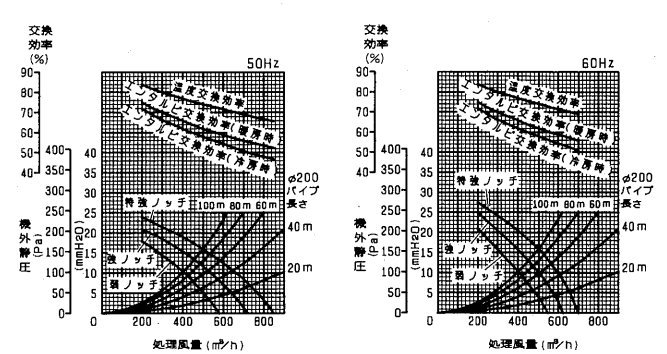 交換
効率
(%)
50Hz
90
80
70
60
50
40
温度交換効率
エンタルピ交換効率(暖房時
エンタルピ交換効率(冷房時
400
350
300
250
200
150
100
50
0
機外静圧
(Pa)
40
35
30
25
20
15
10
5
(mmH2O)
特強ノッチ
強ノッチ
弱ノッチ
100m 80m 60m
φ200
パイプ
長さ
40m
20m
0 200 400 600 800
処理風量(m³/h)
交換
効率
(%)
60Hz
90
80
70
60
50
40
温度交換効率
エンタルピ交換効率(暖房時
エンタルピ交換効率(冷房時
400
350
300
250
200
150
100
50
0
機外静圧
(Pa)
40
35
30
25
20
15
10
5
(mmH2O)
特強ノッチ
強ノッチ
弱ノッチ
100m 80m 60m
φ200
パイプ
長さ
40m
20m
0 200 400 600 800
処理風量(m³/h)